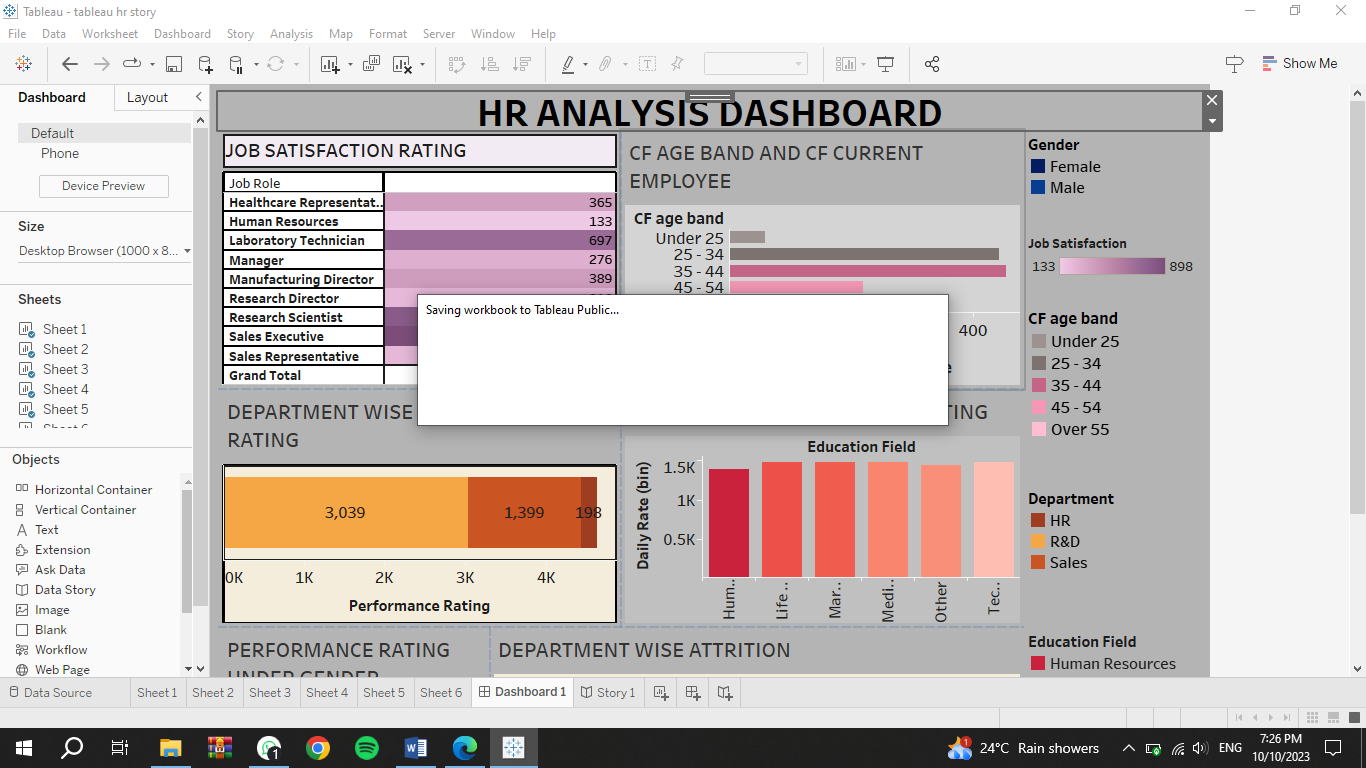 Tableau - tableau hr story
File Data Worksheet Dashboard Story Analysis Map Format Server Window Help
Show Me
Dashboard
Layout
Default
Phone
Device Preview
Size
Desktop Browser (1000 x 8...
Sheets
Sheet 1
Sheet 2
Sheet 3
Sheet 4
Sheet 5
Objects
Horizontal Container
Vertical Container
Text
Extension
Ask Data
Data Story
Image
Blank
Workflow
Web Page
HR ANALYSIS DASHBOARD
JOB SATISFACTION RATING
Job Role
Healthcare Representat.. 365
Human Resources 133
Laboratory Technician 697
Manager 276
Manufacturing Director 389
Research Director
Research Scientist
Sales Executive
Sales Representative
Grand Total
CF AGE BAND AND CF CURRENT
EMPLOYEE
CF age band
Under 25
25 - 34
35 - 44
45 - 54
400
Saving workbook to Tableau Public...
DEPARTMENT WISE
RATING
3,039 1,399 198
0K 1K 2K 3K 4K
Performance Rating
Education Field
Daily Rate (bin)
1.5K
1K
0.5K
Hum..
Life ..
Mar..
Medi..
Other
Tec..
PERFORMANCE RATING
DEPARTMENT WISE ATTRITION
Gender
Female
Male
Job Satisfaction
133 898
CF age band
Under 25
25 - 34
35 - 44
45 - 54
Over 55
Department
HR
R&D
Sales
Education Field
Human Resources
Data Source Sheet 1 Sheet 2 Sheet 3 Sheet 4 Sheet 5 Sheet 6 Dashboard 1 Story 1
24°C Rain showers
ENG
7:26 PM
10/10/2023